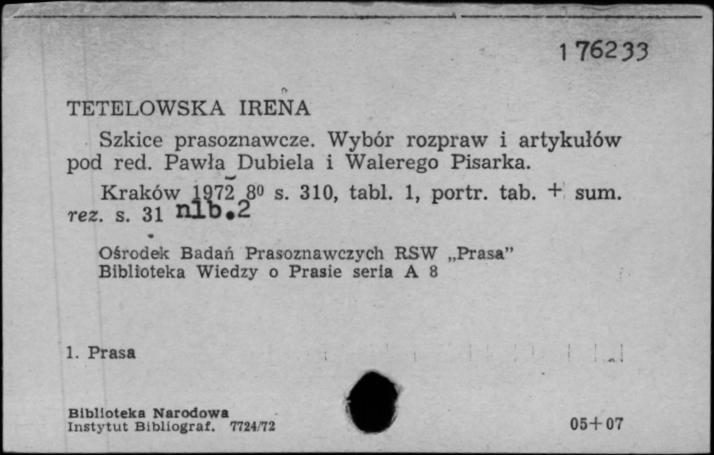 176233
TETELOWSKA IRENA
Szkice prasoznawcze. Wybór rozpraw i artykułów
pod red. Pawła Dubiela i Walerego Pisarka.
Kraków 1972 8⁰ s. 310, tabl. 1, portr. tab. + sum.
rez. s. 31 nlb.2
Ośrodek Badań Prasoznawczych RSW „Prasa”
Biblioteka Wiedzy o Prasie seria A 8
1. Prasa
Biblioteka Narodowa
Instytut Bibliograf. 7724/72
05+07